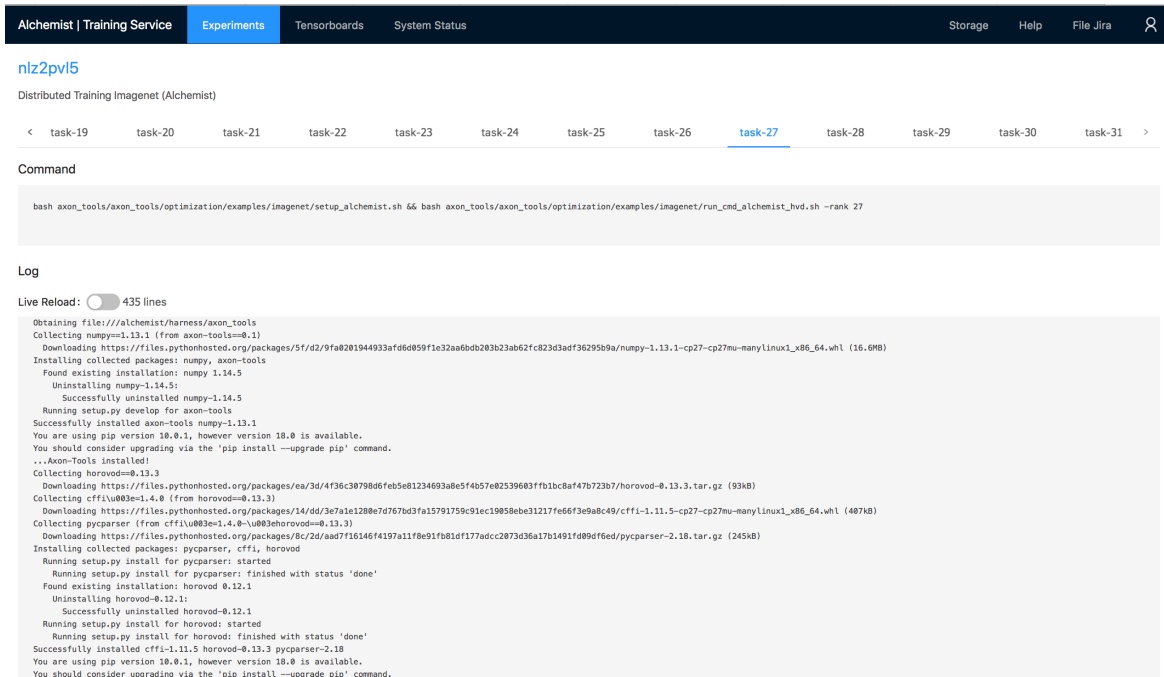 Alchemist | Training Service Experiments Tensorboards System Status Storage Help File Jira
nlz2pvl5
Distributed Training Imagenet (Alchemist)
< task-19 task-20 task-21 task-22 task-23 task-24 task-25 task-26 task-27 task-28 task-29 task-30 task-31 >
Command
bash axon_tools/axon_tools/optimization/examples/imagenet/setup_alchemist.sh && bash axon_tools/axon_tools/optimization/examples/imagenet/run_cmd_alchemist_hvd.sh -rank 27
Log
Live Reload: 435 lines
Obtaining file:///alchemist/harness/axon_tools
Collecting numpy==1.13.1 (from axon-tools==0.1)
Downloading https://files.pythonhosted.org/packages/5f/d2/9fa0201944933afd6d059f1e32aa6bdb203b23ab62fc823d3adf36295b9a/numpy-1.13.1-cp27-cp27mu-manylinux1_x86_64.whl (16.6MB)
Installing collected packages: numpy, axon-tools
Found existing installation: numpy 1.14.5
Uninstalling numpy-1.14.5:
Successfully uninstalled numpy-1.14.5
Running setup.py develop for axon-tools
Successfully installed axon-tools numpy-1.13.1
You are using pip version 10.0.1, however version 18.0 is available.
You should consider upgrading via the 'pip install --upgrade pip' command.
...Axon-Tools installed!
Collecting horovod==0.13.3
Downloading https://files.pythonhosted.org/packages/ea/3d/4f36c30798d6feb5e81234693a8e5f4b57e02539603ffb1bc8af47b723b7/horovod-0.13.3.tar.gz (93kB)
Collecting cffi\u003e=1.4.0 (from horovod==0.13.3)
Downloading https://files.pythonhosted.org/packages/14/dd/3e7a1e1280e7d767bd3fa15791759c91ec19058ebe31217fe66f3e9a8c49/cffi-1.11.5-cp27-cp27mu-manylinux1_x86_64.whl (407kB)
Collecting pycparser (from cffi\u003e=1.4.0-\u003ehorovod==0.13.3)
Downloading https://files.pythonhosted.org/packages/8c/2d/aad7f16146f4197a11f8e91fb81df177adcc2073d36a17b1491fd09df6ed/pycparser-2.18.tar.gz (245kB)
Installing collected packages: pycparser, cffi, horovod
Running setup.py install for pycparser: started
Running setup.py install for pycparser: finished with status 'done'
Found existing installation: horovod 0.12.1
Uninstalling horovod-0.12.1:
Successfully uninstalled horovod-0.12.1
Running setup.py install for horovod: started
Running setup.py install for horovod: finished with status 'done'
Successfully installed cffi-1.11.5 horovod-0.13.3 pycparser-2.18
You are using pip version 10.0.1, however version 18.0 is available.
You should consider upgrading via the 'pip install --upgrade pip' command.